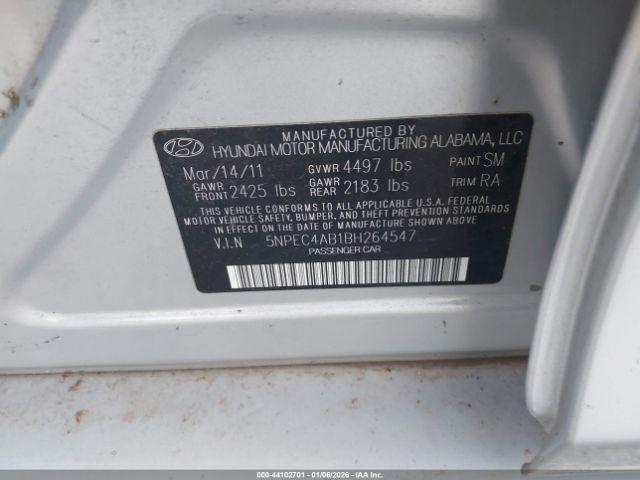 MANUFACTURED BY
HYUNDAI MOTOR MANUFACTURING ALABAMA, LLC
Mar/14/11 GVWR 4497 lbs PAINT SM
GAWR FRONT 2425 lbs GAWR REAR 2183 lbs TRIM RA
THIS VEHICLE CONFORMS TO ALL APPLICABLE U.S.A. FEDERAL
MOTOR VEHICLE SAFETY, BUMPER, AND THEFT PREVENTION
STANDARDS IN EFFECT ON THE DATE OF MANUFACTURE SHOWN ABOVE
V.I.N 5NPEC4AB1BH264547
PASSENGER CAR
000-44102701 - 01/06/2026 - IAA Inc. - Copyright 2024